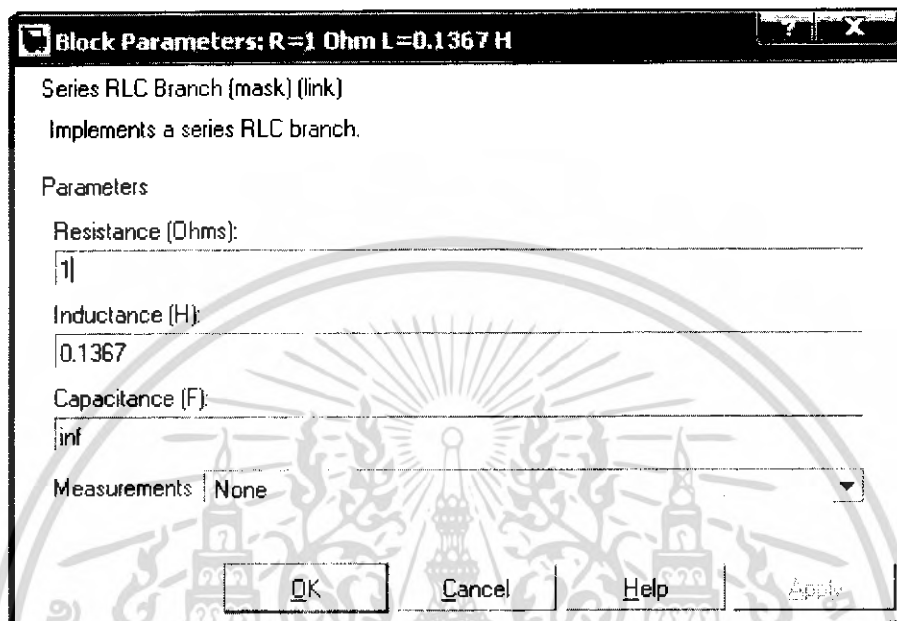 Block Parameters: R=1 Ohm L=0.1367 H
? X
Series RLC Branch (mask) (link)
Implements a series RLC branch.
Parameters
Resistance (Ohms):
1
Inductance (H):
0.1367
Capacitance (F):
inf
Measurements None
OK Cancel Help Apply